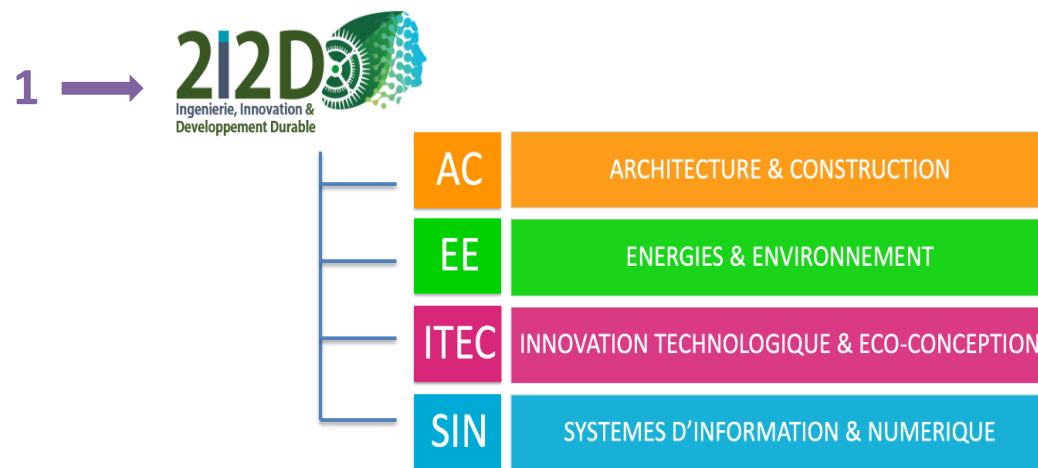 1
2I2D
Ingenierie, Innovation &
Developpement Durable
AC
ARCHITECTURE & CONSTRUCTION
EE
ENERGIES & ENVIRONNEMENT
ITEC
INNOVATION TECHNOLOGIQUE & ECO-CONCEPTION
SIN
SYSTEMES D’INFORMATION & NUMERIQUE